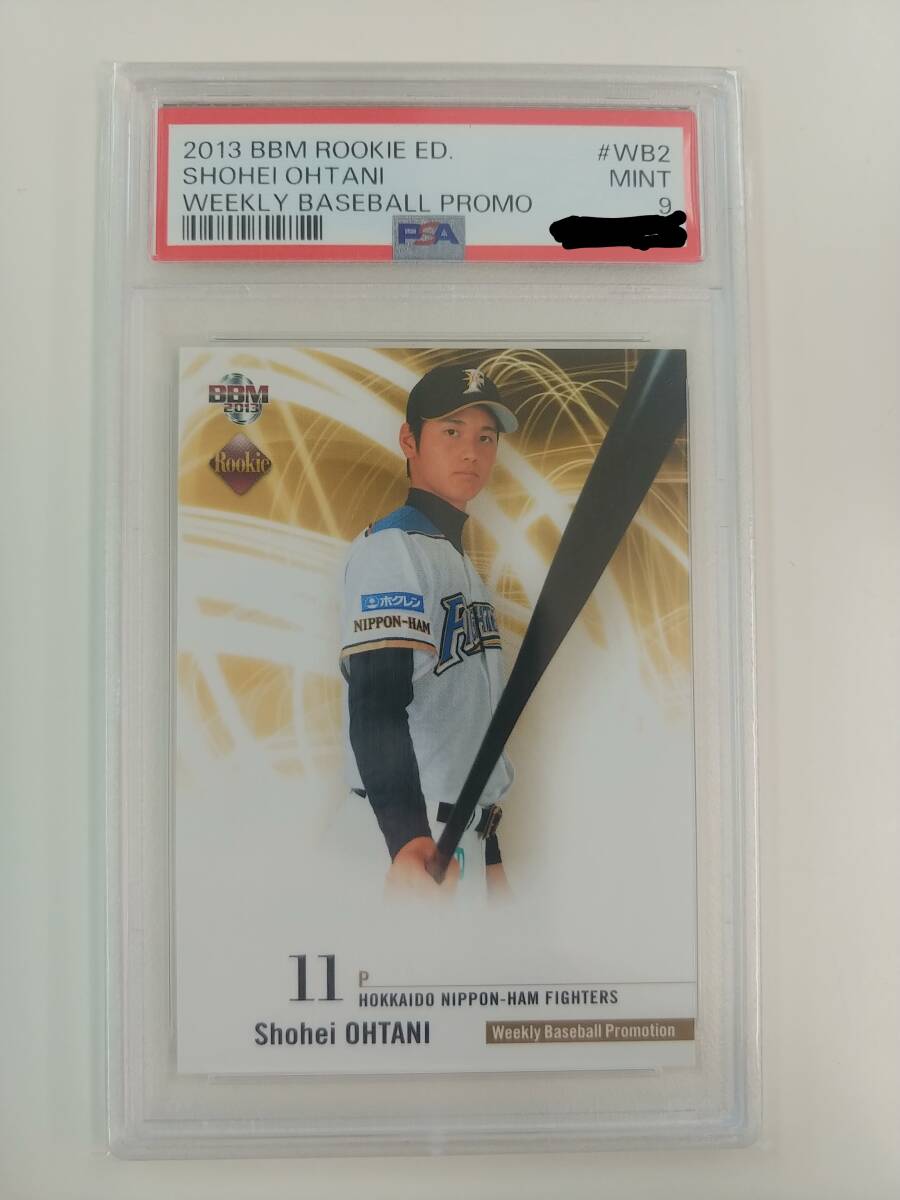 2013 BBM ROOKIE ED. #WB2
SHOHEI OHTANI MINT
WEEKLY BASEBALL PROMO 9
PSA
BBM
2013
Rookie
F
ホクレン
NIPPON-HAM
11 P
HOKKAIDO NIPPON-HAM FIGHTERS
Shohei OHTANI Weekly Baseball Promotion